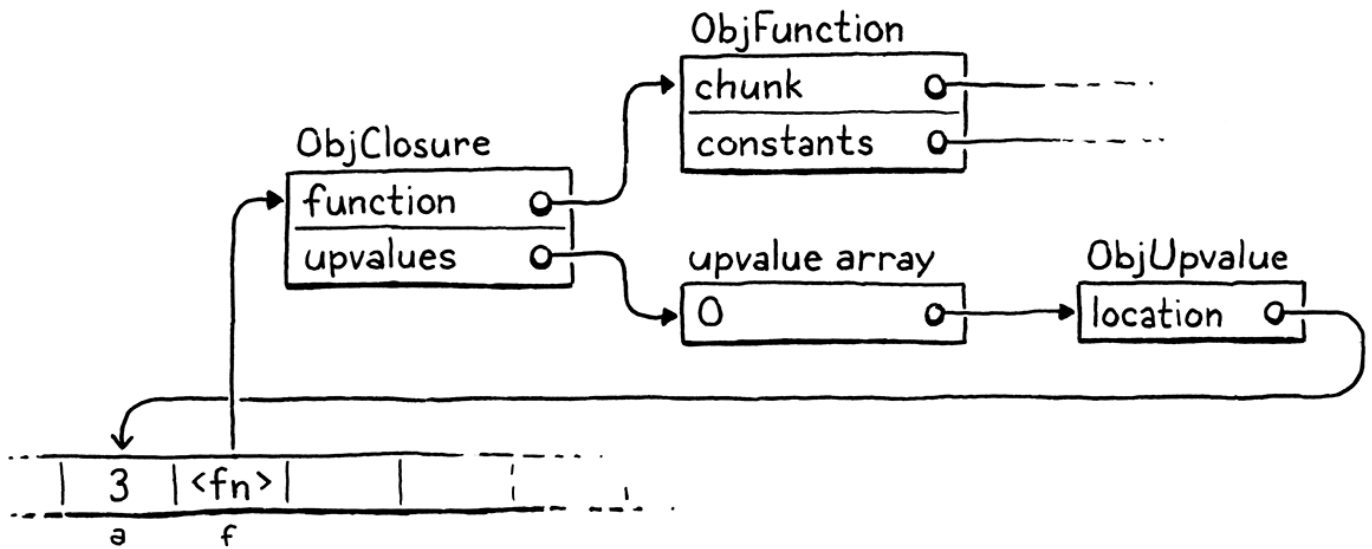 ObjFunction
chunk
constants
ObjClosure
function
upvalues
upvalue array
0
ObjUpvalue
location
3 <fn>
a f